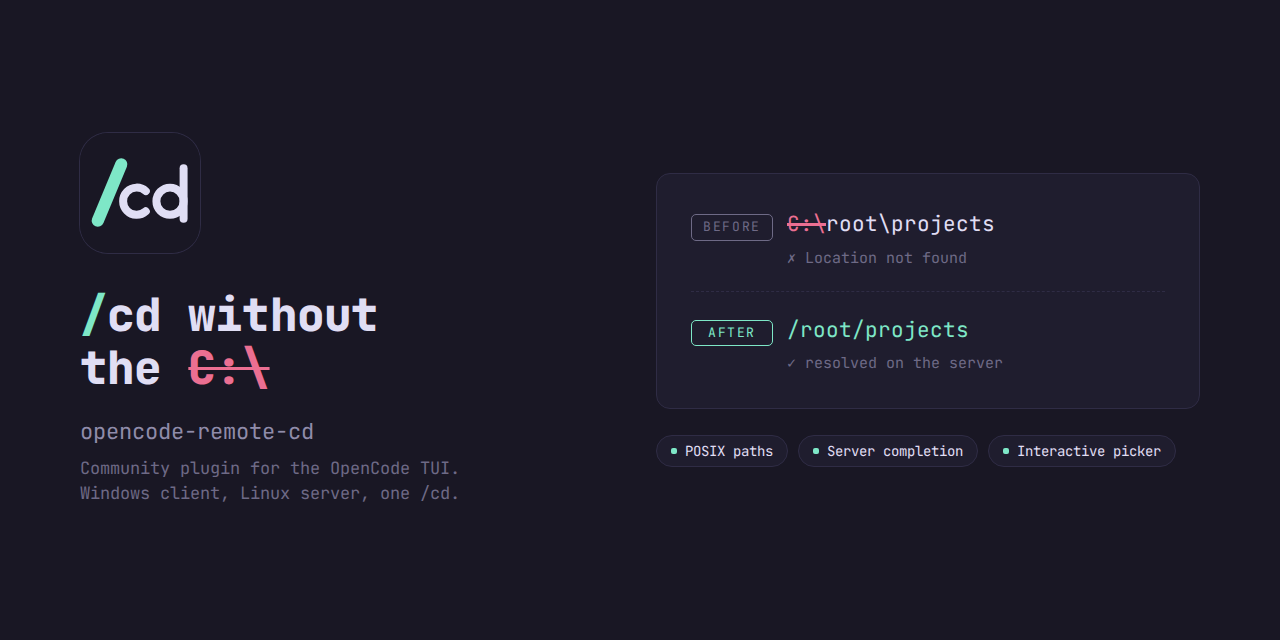 /cd
/cd without
the C:\
opencode-remote-cd
Community plugin for the OpenCode TUI.
Windows client, Linux server, one /cd.
BEFORE C:\root\projects
✗ Location not found
AFTER /root/projects
✓ resolved on the server
POSIX paths
Server completion
Interactive picker